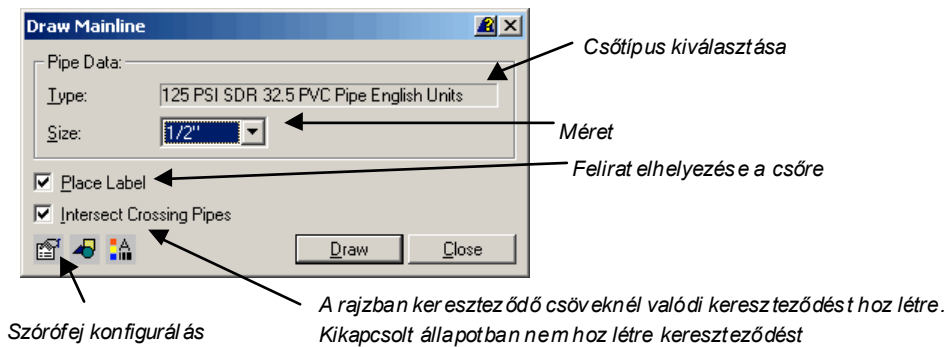 Draw Mainline
Csőtípus kiválasztása
Pipe Data:
Type: 125 PSI SDR 32.5 PVC Pipe English Units
Size: 1/2"
Méret
Felirat elhelyezése a csőre
Place Label
Intersect Crossing Pipes
Draw Close
A rajzban kereszteződő csöveknél valódi kereszteződést hoz létre.
Szórófej konfigurálás
Kikapcsolt állapotban nem hoz létre kereszteződést